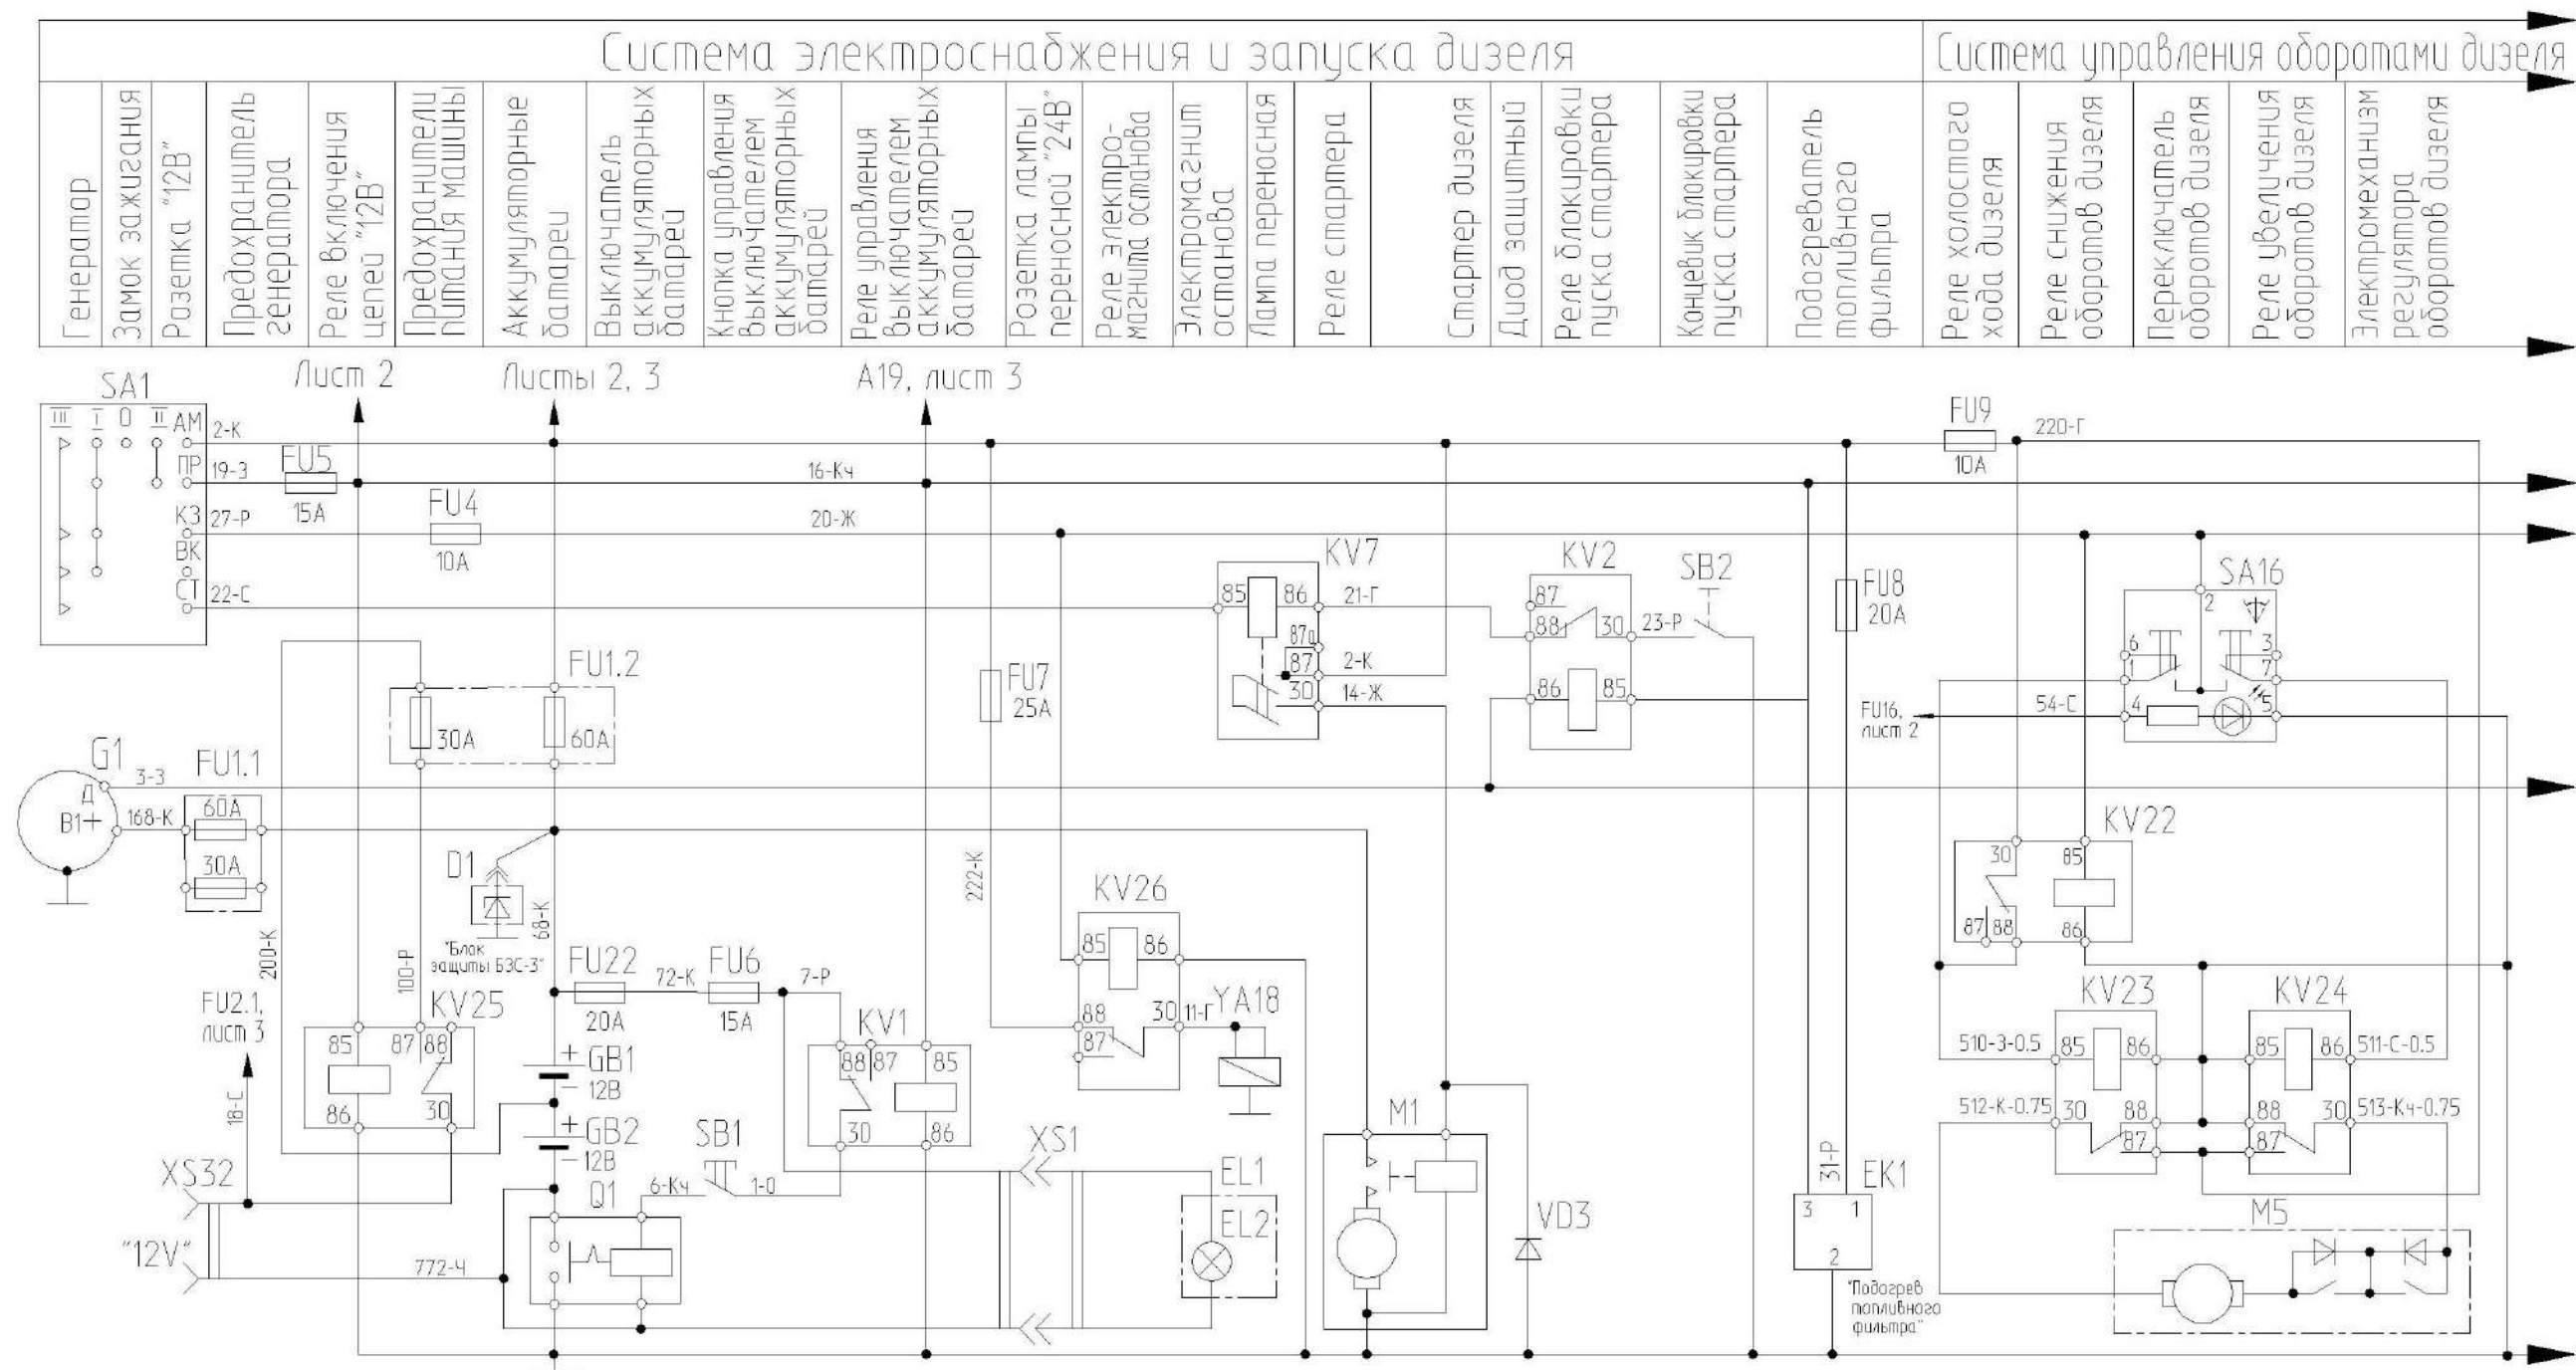 Система электроснабжения и запуска дизеля
Система управления оборотами дизеля
Генератор
Замок зажигания
Розетка "12В"
Предохранитель
генератора
Реле включения
цепей "12В"
Предохранители
питания машины
Аккумуляторные
батареи
Выключатель
аккумуляторных
батарей
Кнопка управления
выключателем
аккумуляторных
батарей
Реле управления
выключателем
аккумуляторных
батарей
Розетка лампы
переносной "24В"
Реле электро-
магнита останова
Электромагнит
останова
Лампа переносная
Реле стартера
Стартер дизеля
Диод защитный
Реле блокировки
пуска стартера
Концевик блокировки
пуска стартера
Подогреватель
топливного
фильтра
Реле холостого
хода дизеля
Реле снижения
оборотов дизеля
Переключатель
оборотов дизеля
Реле увеличения
оборотов дизеля
Электромеханизм
регулятора
оборотов дизеля
SA1
Лист 2
Листы 2, 3
А19, лист 3
III I 0 II АМ
2-К
ПР 19-З
FU5
15А
16-Кч
КЗ 27-Р
FU4
10А
20-Ж
ВК
СТ 22-С
FU9
10А
220-Г
KV7
85 86 21-Г
87а
87 2-К
30 14-Ж
KV2
87
88 30 23-Р
86 85
SB2
FU8
20А
SA16
2
6 3
1 7
4 5
54-С
FU16,
лист 2
FU1.2
30А 60А
FU7
25А
G1
Д
В1+
3-З
168-К
FU1.1
60А
30А
D1
"Блок
защиты БЗС-3"
68-К
200-К
100-Р
222-К
FU22
20А
72-К
FU6
15А
7-Р
FU2.1,
лист 3
18-С
KV25
85 87 88
86 30
KV1
88 87 85
30 86
KV26
85 86
88 30 11-Г
87
YA18
GB1
+
− 12В
GB2
+
− 12В
SB1
6-Кч 1-О
Q1
XS1
EL1
EL2
XS32
"12V"
772-Ч
M1
VD3
31-Р
EK1
3 1
2
"Подогрев
топливного
фильтра"
KV22
30 85
87 88 86
KV23
510-З-0.5 85 86
512-К-0.75 30 88
87
KV24
85 86 511-С-0.5
88 30 513-Кч-0.75
87
M5